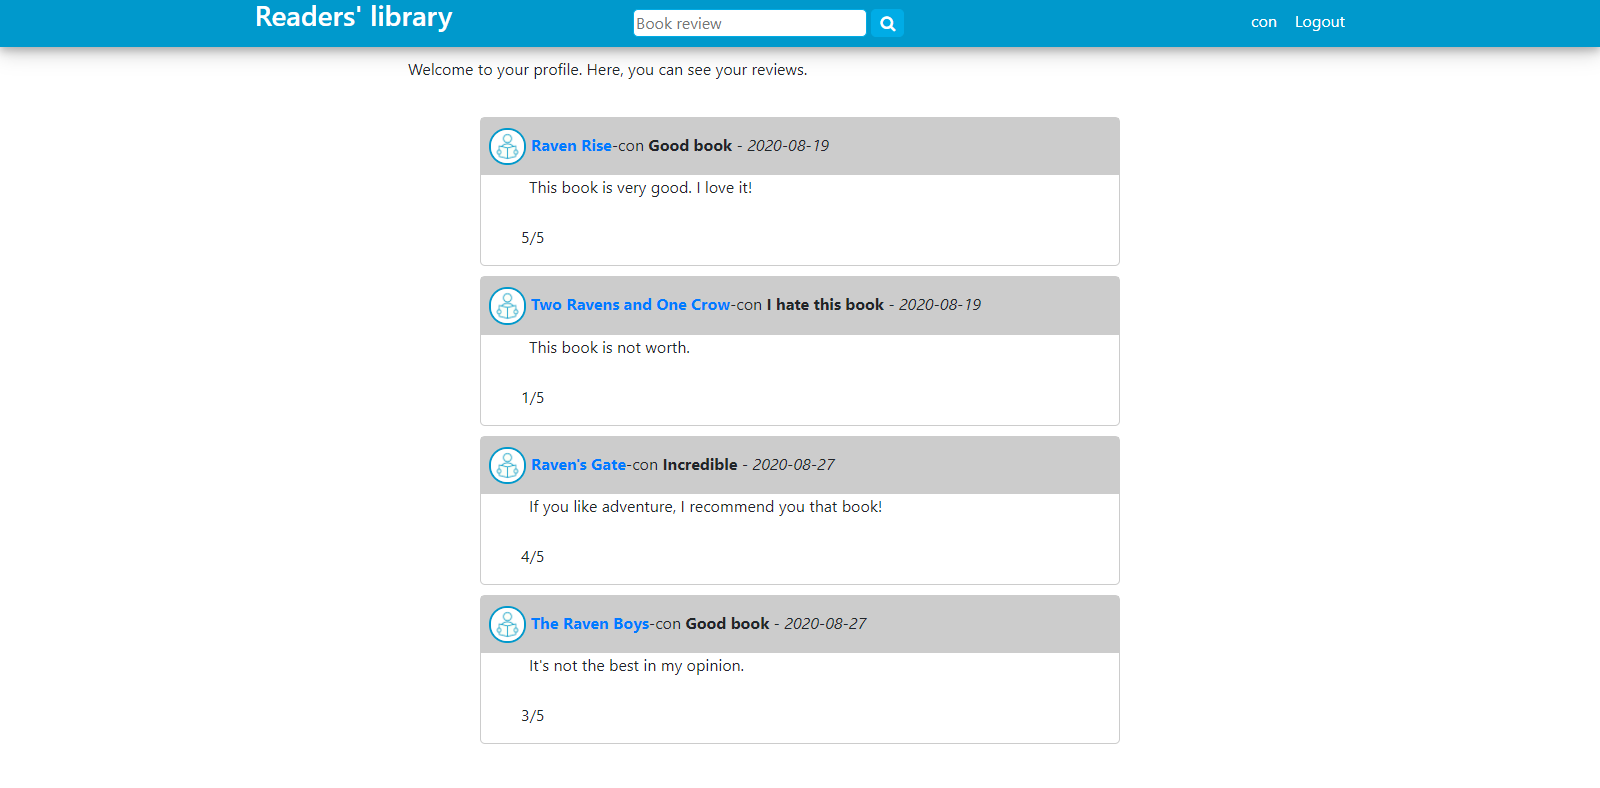 Readers' library
Book review
con
Logout
Welcome to your profile. Here, you can see your reviews.
Raven Rise-con Good book - 2020-08-19
This book is very good. I love it!
5/5
Two Ravens and One Crow-con I hate this book - 2020-08-19
This book is not worth.
1/5
Raven's Gate-con Incredible - 2020-08-27
If you like adventure, I recommend you that book!
4/5
The Raven Boys-con Good book - 2020-08-27
It's not the best in my opinion.
3/5